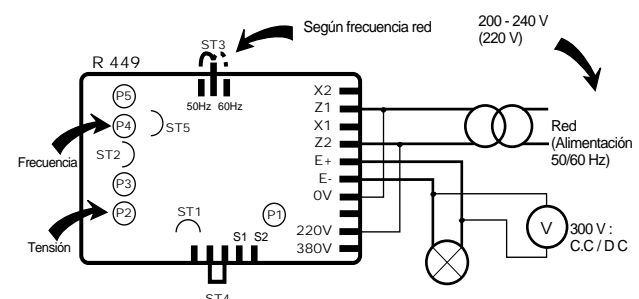 Según frecuencia red
200 - 240 V
(220 V)
ST3
R 449
50Hz 60Hz
P5
P4
ST5
ST2
P3
P2
ST1
P1
S1 S2
ST4
Frecuencia
Tensión
X2
Z1
X1
Z2
E+
E-
0V
220V
380V
Red
(Alimentación
50/60 Hz)
V
300 V :
C.C / D C